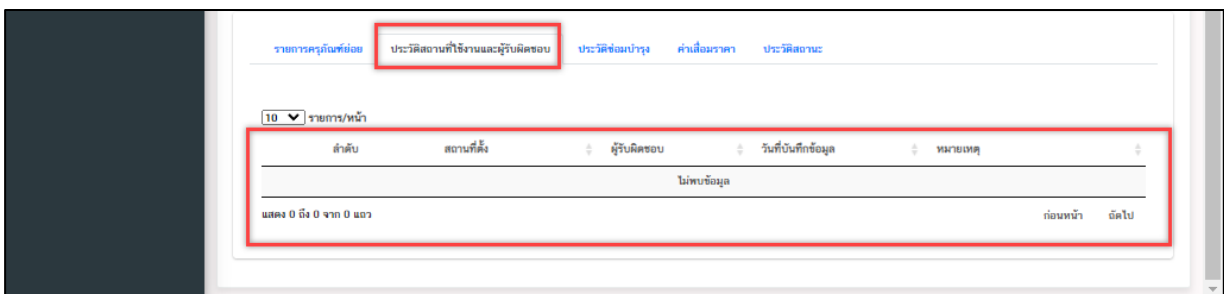 รายการครุภัณฑ์ย่อย ประวัติสถานที่ใช้งานและผู้รับผิดชอบ ประวัติซ่อมบำรุง ค่าเสื่อมราคา ประวัติสถานะ
10 รายการ/หน้า
ลำดับ สถานที่ตั้ง ผู้รับผิดชอบ วันที่บันทึกข้อมูล หมายเหตุ
ไม่พบข้อมูล
แสดง 0 ถึง 0 จาก 0 แถว ก่อนหน้า ถัดไป